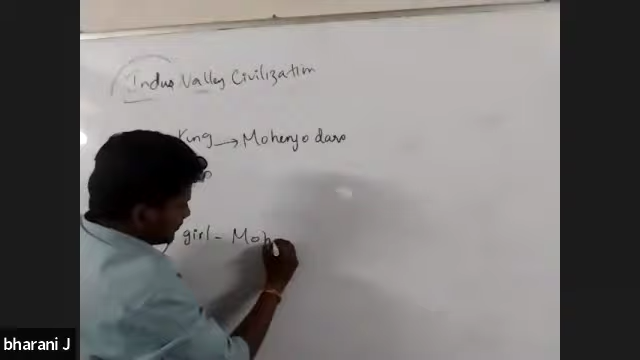 Indus Valley Civilization
King → Mohenjo daro
girl - Moh
bharani J